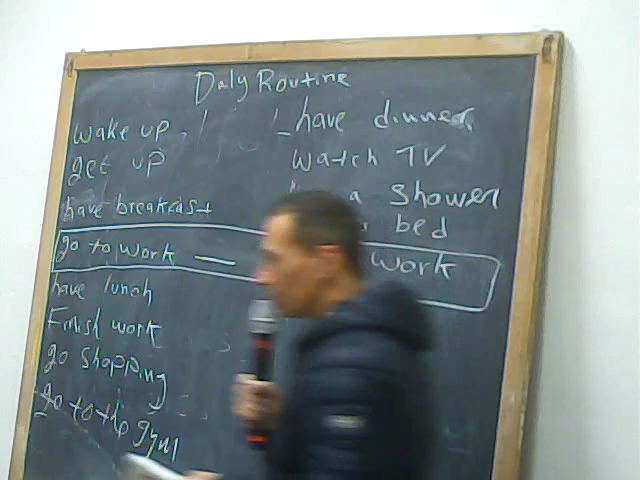 Daly Routine
wake up
get up
have breakast
go to work — work
have lunch
Finish work
go shopping
go to the gym
have dinner
watch TV
a shower
bed